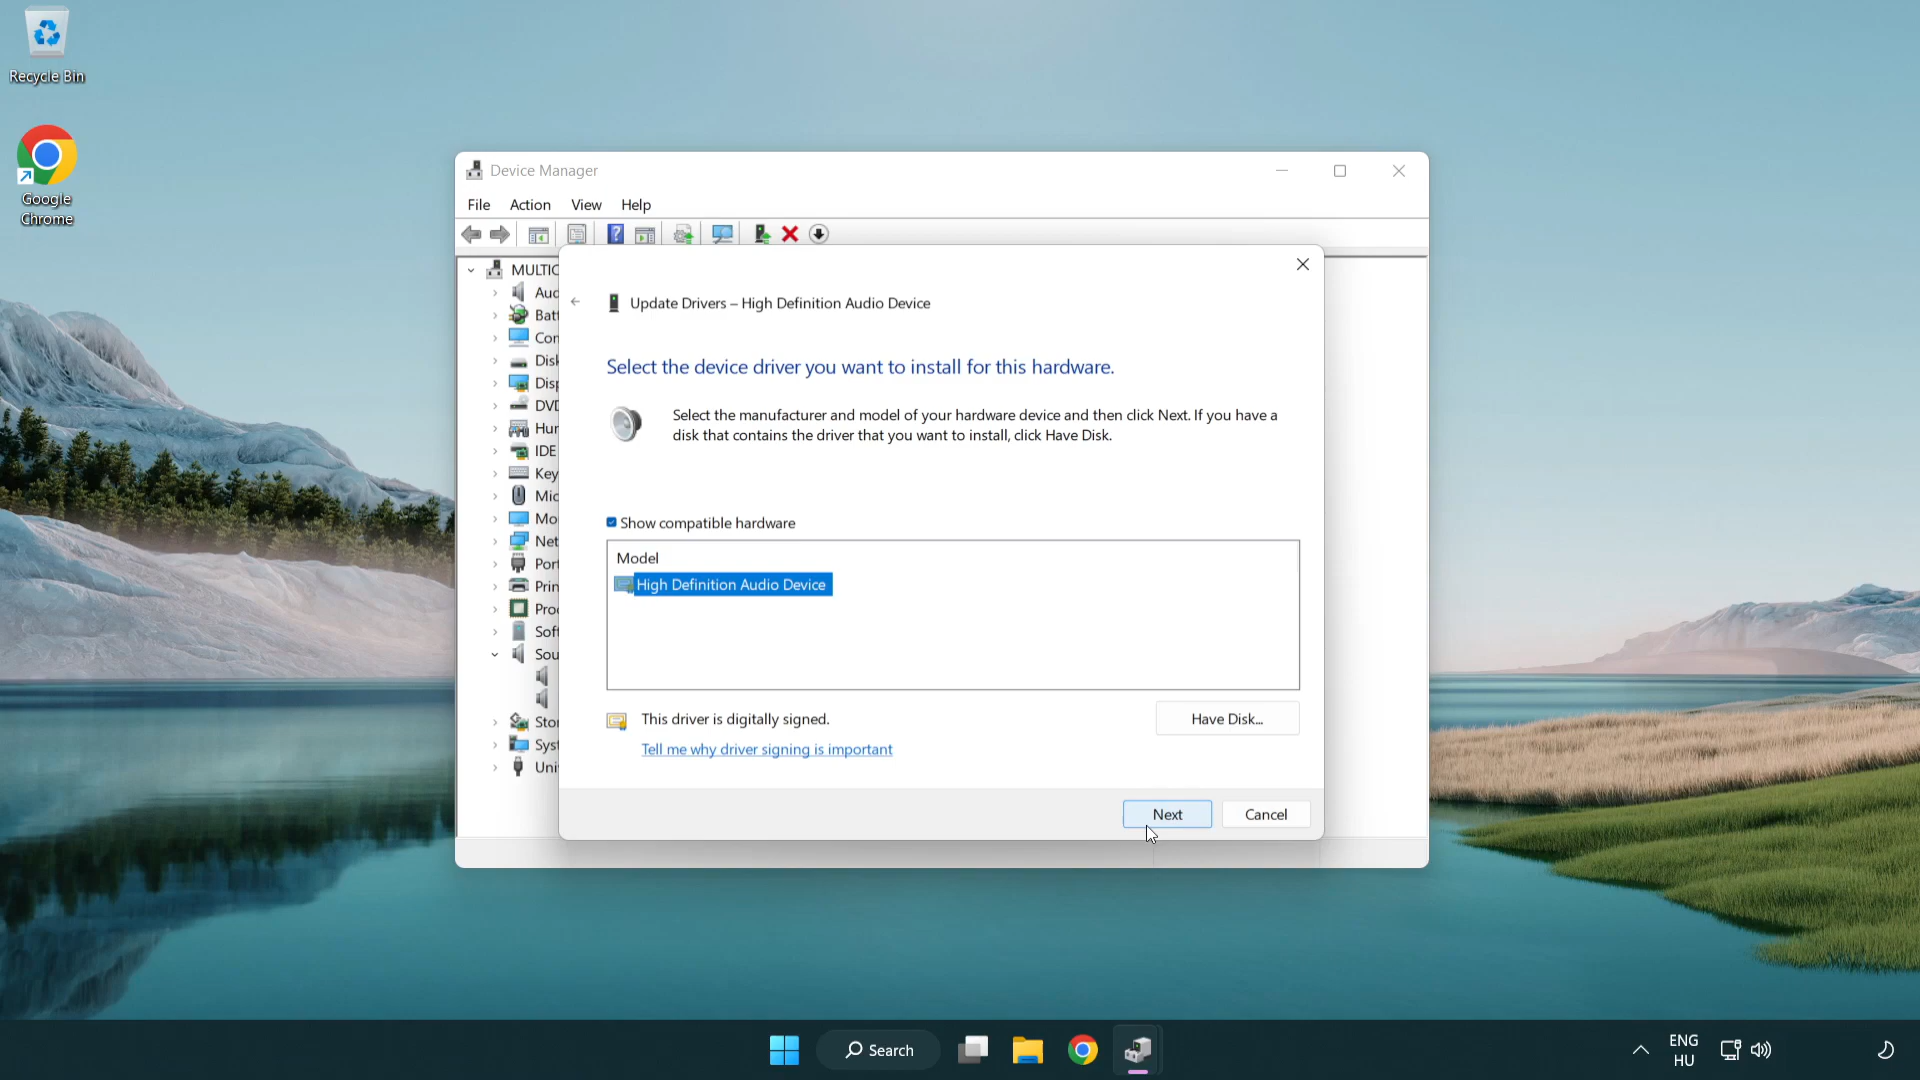 Recycle Bin
Google
Chrome
Device Manager
File Action View Help
Update Drivers – High Definition Audio Device
Select the device driver you want to install for this hardware.
Select the manufacturer and model of your hardware device and then click Next. If you have a
disk that contains the driver that you want to install, click Have Disk.
Show compatible hardware
Model
High Definition Audio Device
This driver is digitally signed.
Have Disk...
Tell me why driver signing is important
Next
Cancel
MULTIC
Aud
Batt
Con
Disk
Disp
DVD
Hur
IDE
Key
Mic
Mo
Net
Port
Prin
Proc
Soft
Sou
Stor
Syst
Uni
Search
ENG
HU